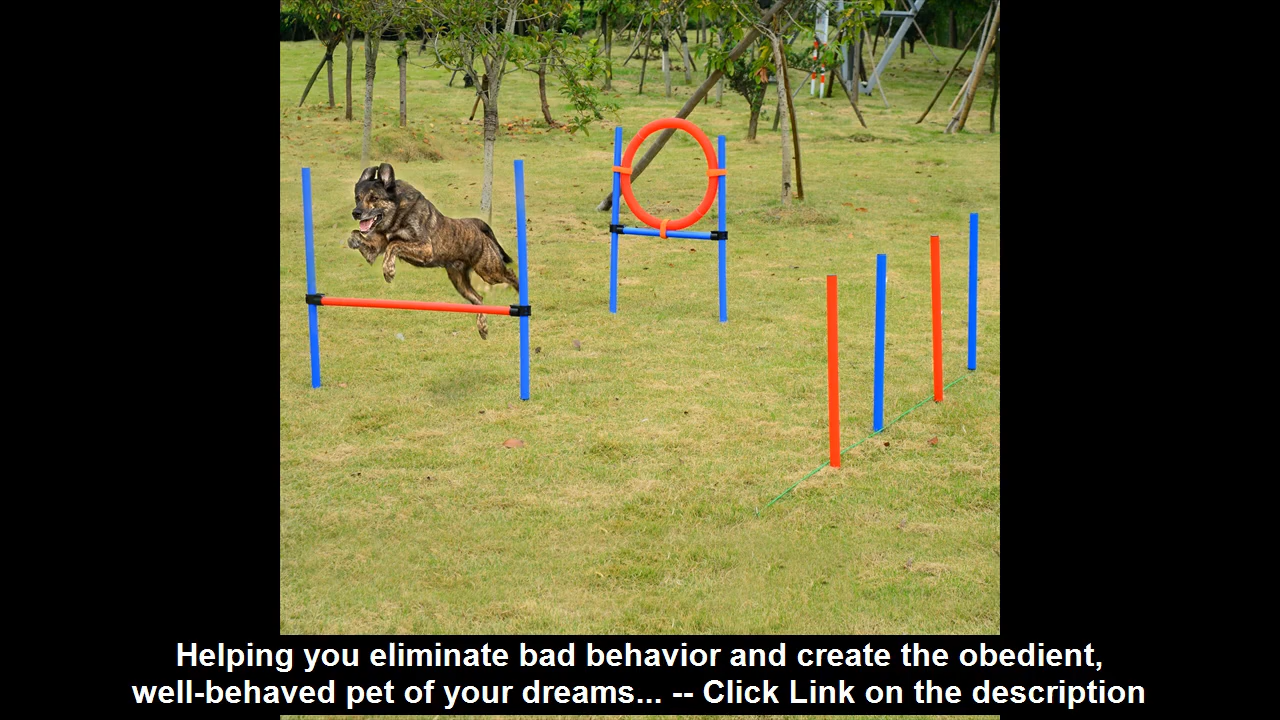 Helping you eliminate bad behavior and create the obedient,
well-behaved pet of your dreams... -- Click Link on the description